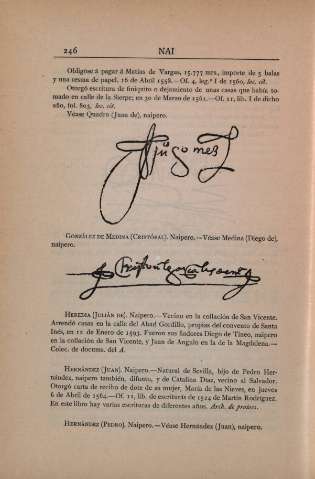 246 NAI
Obligose á pagar á Matías de Vargas, 15.777 mrs., importe de 5 balas
y una resma de papel, 16 de Abril 1558.—Of. 4, leg.º 1 de 1560, loc. cit.
Otorgó escritura de finiquito o dejamiento de unas casas que había to-
mado en calle de la Sierpe; en 30 de Marzo de 1561.—Of. 11, lib. I de dicho
año, fol. 803, loc. cit.
Véase Quadro (Juan de), naipero.
gomez
GONZÁLEZ DE MEDINA (CRISTÓBAL). Naipero.—Véase Medina (Diego de),
naipero.
HEREDIA (JULIÁN DE). Naipero.—Vecino en la collación de San Vicente.
Arrendó casas en la calle del Abad Gordillo, propias del convento de Santa
Inés, en 12 de Enero de 1593. Fueron sus fiadores Diego de Tineo, naipero
en la collación de San Vicente, y Juan de Angulo en la de la Magdalena.—
Colec. de docums. del A.
HERNÁNDEZ (JUAN). Naipero.—Natural de Sevilla, hijo de Pedro Her-
nández, naipero también, difunto, y de Catalina Díaz, vecino al Salvador.
Otorgó carta de recibo de dote de su mujer, María de las Nieves, en jueves
6 de Abril de 1564.—Of. 11, lib. de escrituras de 1524 de Martín Rodríguez.
En este libro hay varias escrituras de diferentes años. Arch. de protocs.
HERNÁNDEZ (PEDRO). Naipero.—Véase Hernández (Juan), naipero.